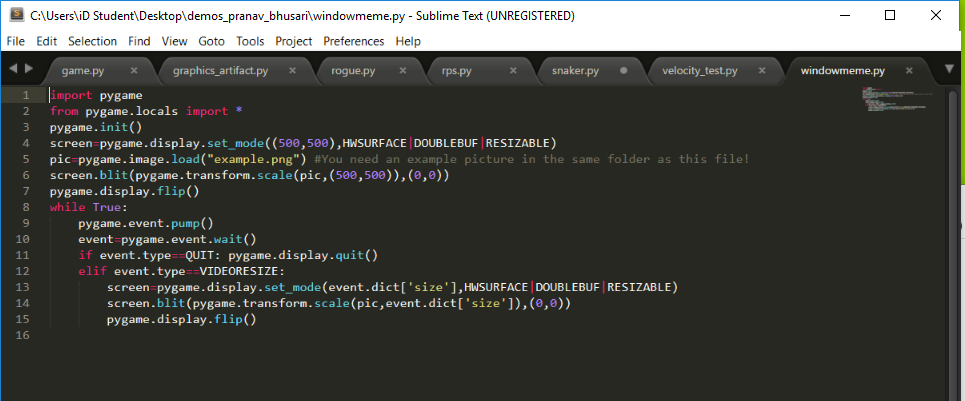 C:\Users\iD Student\Desktop\demos_pranav_bhusari\windowmeme.py - Sublime Text (UNREGISTERED)
File Edit Selection Find View Goto Tools Project Preferences Help
game.py graphics_artifact.py rogue.py rps.py snaker.py velocity_test.py windowmeme.py
1 import pygame
2 from pygame.locals import *
3 pygame.init()
4 screen=pygame.display.set_mode((500,500),HWSURFACE|DOUBLEBUF|RESIZABLE)
5 pic=pygame.image.load("example.png") #You need an example picture in the same folder as this file!
6 screen.blit(pygame.transform.scale(pic,(500,500)),(0,0))
7 pygame.display.flip()
8 while True:
9     pygame.event.pump()
10     event=pygame.event.wait()
11     if event.type==QUIT: pygame.display.quit()
12     elif event.type==VIDEORESIZE:
13         screen=pygame.display.set_mode(event.dict['size'],HWSURFACE|DOUBLEBUF|RESIZABLE)
14         screen.blit(pygame.transform.scale(pic,event.dict['size']),(0,0))
15         pygame.display.flip()
16